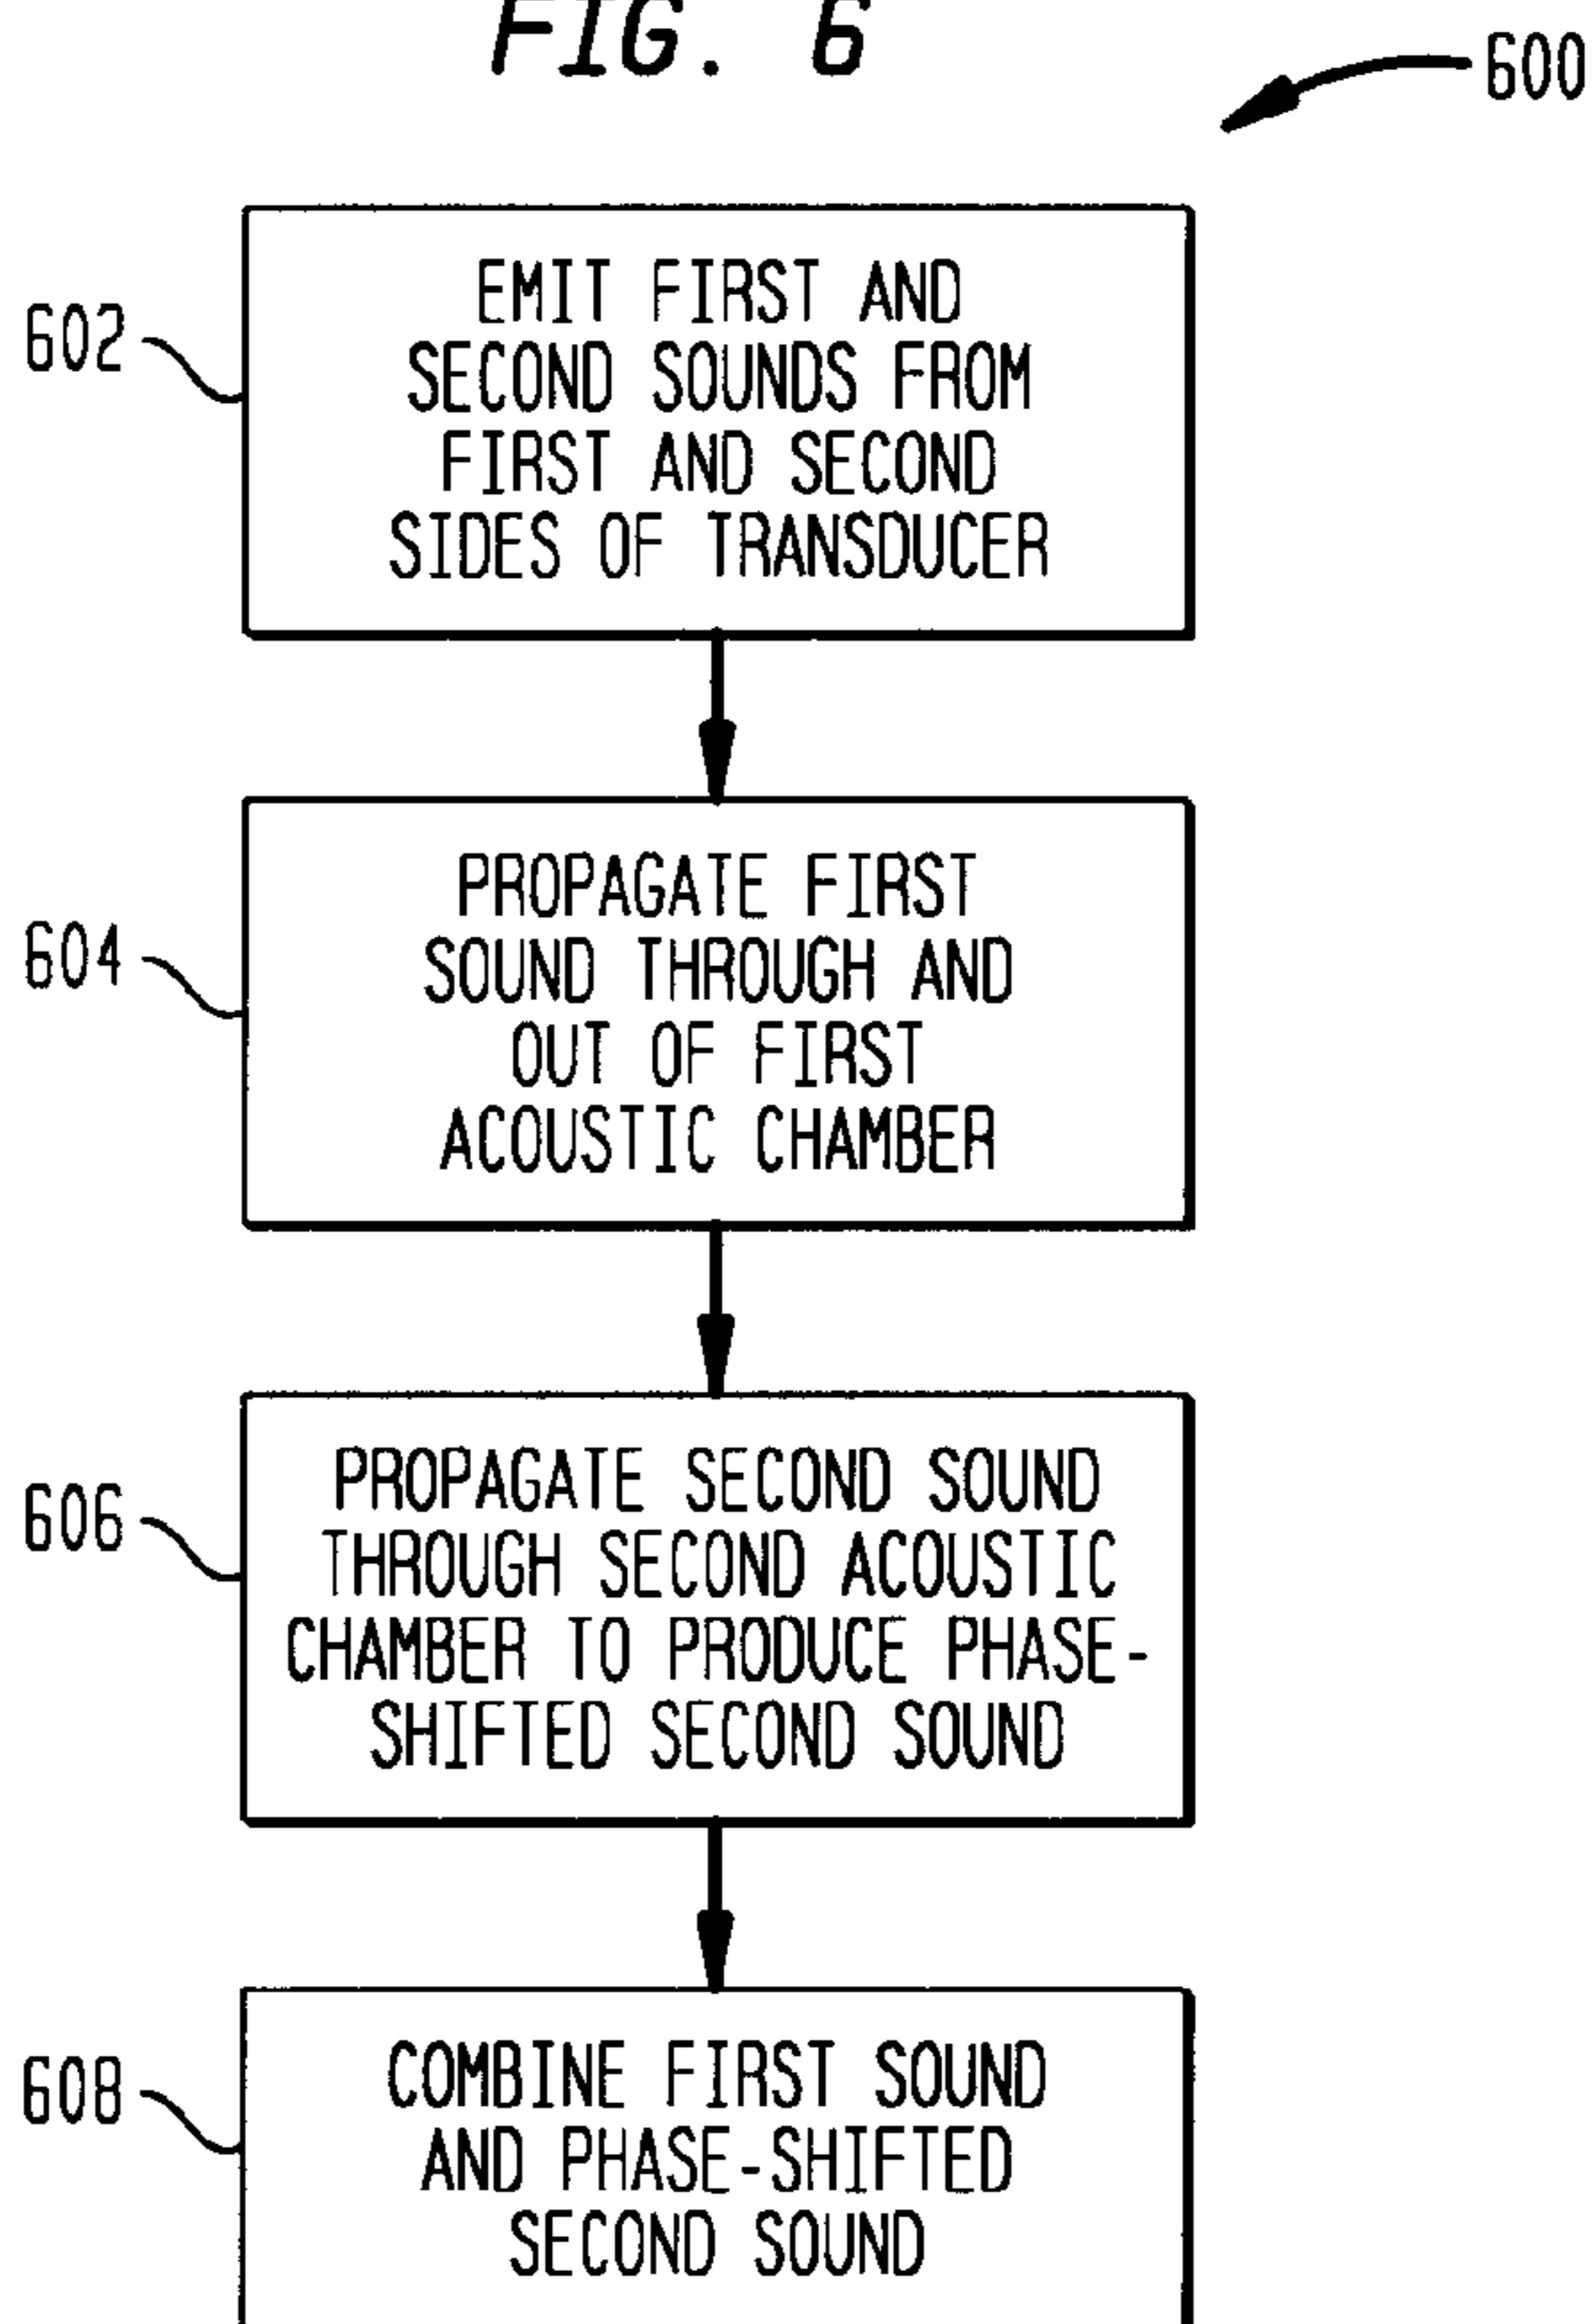 FIG. 6
600
602
EMIT FIRST AND
SECOND SOUNDS FROM
FIRST AND SECOND
SIDES OF TRANSDUCER
604
PROPAGATE FIRST
SOUND THROUGH AND
OUT OF FIRST
ACOUSTIC CHAMBER
606
PROPAGATE SECOND SOUND
THROUGH SECOND ACOUSTIC
CHAMBER TO PRODUCE PHASE-
SHIFTED SECOND SOUND
608
COMBINE FIRST SOUND
AND PHASE-SHIFTED
SECOND SOUND